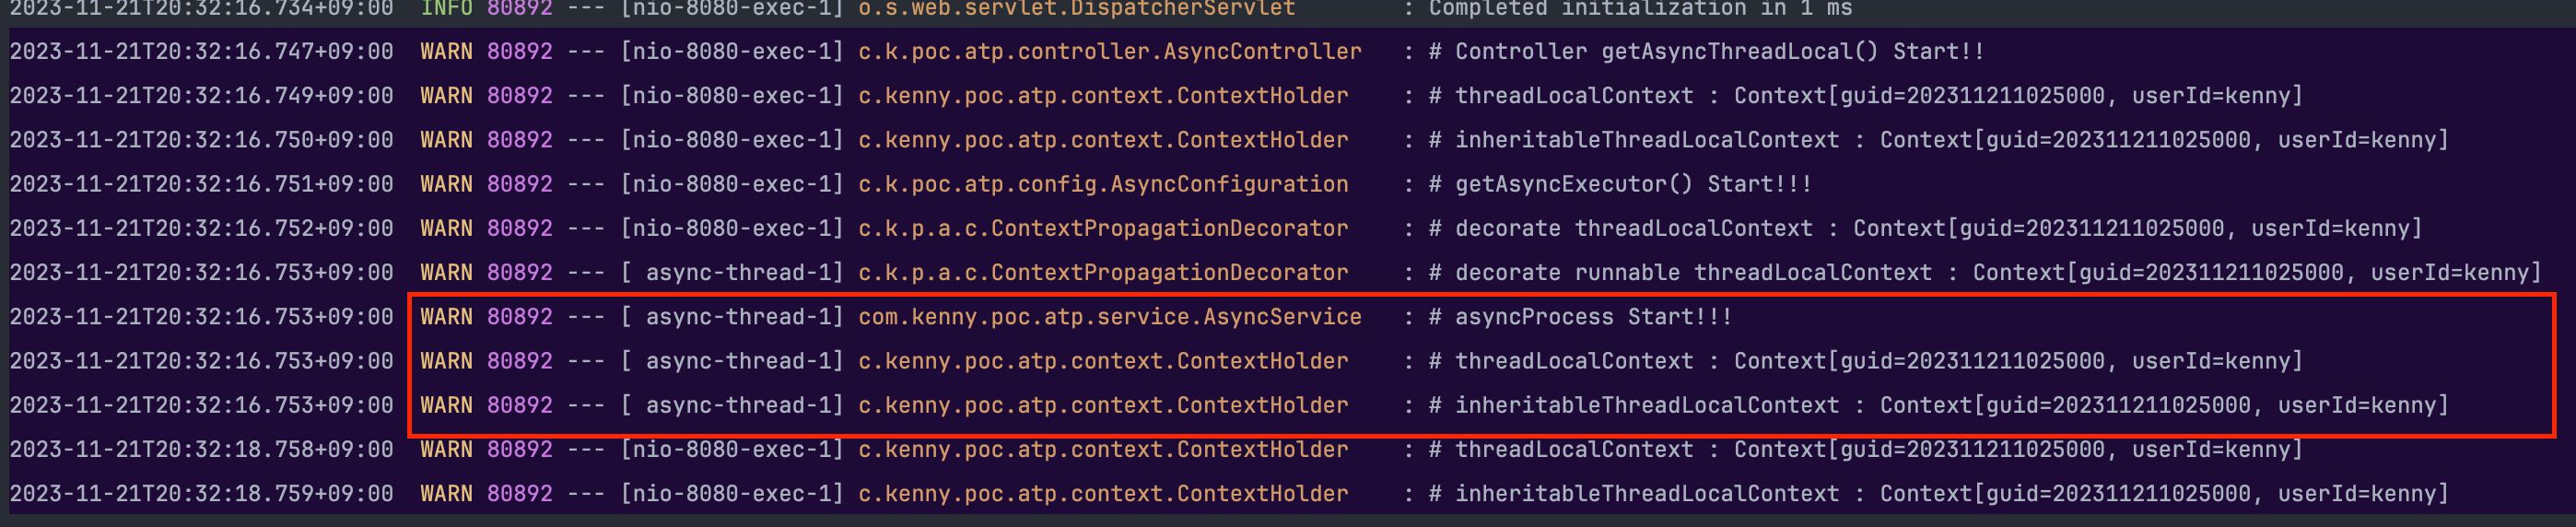 2023-11-21T20:32:16.734+09:00 INFO 80892 --- [nio-8080-exec-1] o.s.web.servlet.DispatcherServlet : Completed initialization in 1 ms
2023-11-21T20:32:16.747+09:00 WARN 80892 --- [nio-8080-exec-1] c.k.poc.atp.controller.AsyncController : # Controller getAsyncThreadLocal() Start!!
2023-11-21T20:32:16.749+09:00 WARN 80892 --- [nio-8080-exec-1] c.kenny.poc.atp.context.ContextHolder : # threadLocalContext : Context[guid=202311211025000, userId=kenny]
2023-11-21T20:32:16.750+09:00 WARN 80892 --- [nio-8080-exec-1] c.kenny.poc.atp.context.ContextHolder : # inheritableThreadLocalContext : Context[guid=202311211025000, userId=kenny]
2023-11-21T20:32:16.751+09:00 WARN 80892 --- [nio-8080-exec-1] c.k.poc.atp.config.AsyncConfiguration : # getAsyncExecutor() Start!!!
2023-11-21T20:32:16.752+09:00 WARN 80892 --- [nio-8080-exec-1] c.k.p.a.c.ContextPropagationDecorator : # decorate threadLocalContext : Context[guid=202311211025000, userId=kenny]
2023-11-21T20:32:16.753+09:00 WARN 80892 --- [ async-thread-1] c.k.p.a.c.ContextPropagationDecorator : # decorate runnable threadLocalContext : Context[guid=202311211025000, userId=kenny]
2023-11-21T20:32:16.753+09:00 WARN 80892 --- [ async-thread-1] com.kenny.poc.atp.service.AsyncService : # asyncProcess Start!!!
2023-11-21T20:32:16.753+09:00 WARN 80892 --- [ async-thread-1] c.kenny.poc.atp.context.ContextHolder : # threadLocalContext : Context[guid=202311211025000, userId=kenny]
2023-11-21T20:32:16.753+09:00 WARN 80892 --- [ async-thread-1] c.kenny.poc.atp.context.ContextHolder : # inheritableThreadLocalContext : Context[guid=202311211025000, userId=kenny]
2023-11-21T20:32:18.758+09:00 WARN 80892 --- [nio-8080-exec-1] c.kenny.poc.atp.context.ContextHolder : # threadLocalContext : Context[guid=202311211025000, userId=kenny]
2023-11-21T20:32:18.759+09:00 WARN 80892 --- [nio-8080-exec-1] c.kenny.poc.atp.context.ContextHolder : # inheritableThreadLocalContext : Context[guid=202311211025000, userId=kenny]